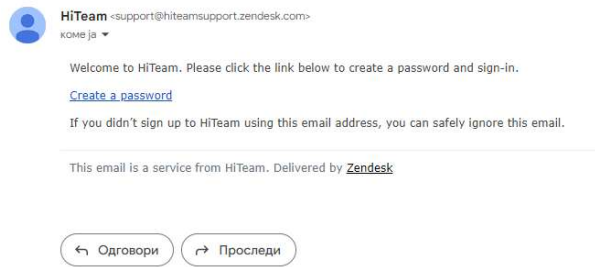 HiTeam <support@hiteamsupport.zendesk.com>
коме ја
Welcome to HiTeam. Please click the link below to create a password and sign-in.
Create a password
If you didn´t sign up to HiTeam using this email address, you can safely ignore this email.
This email is a service from HiTeam. Delivered by Zendesk
Одговори Проследи